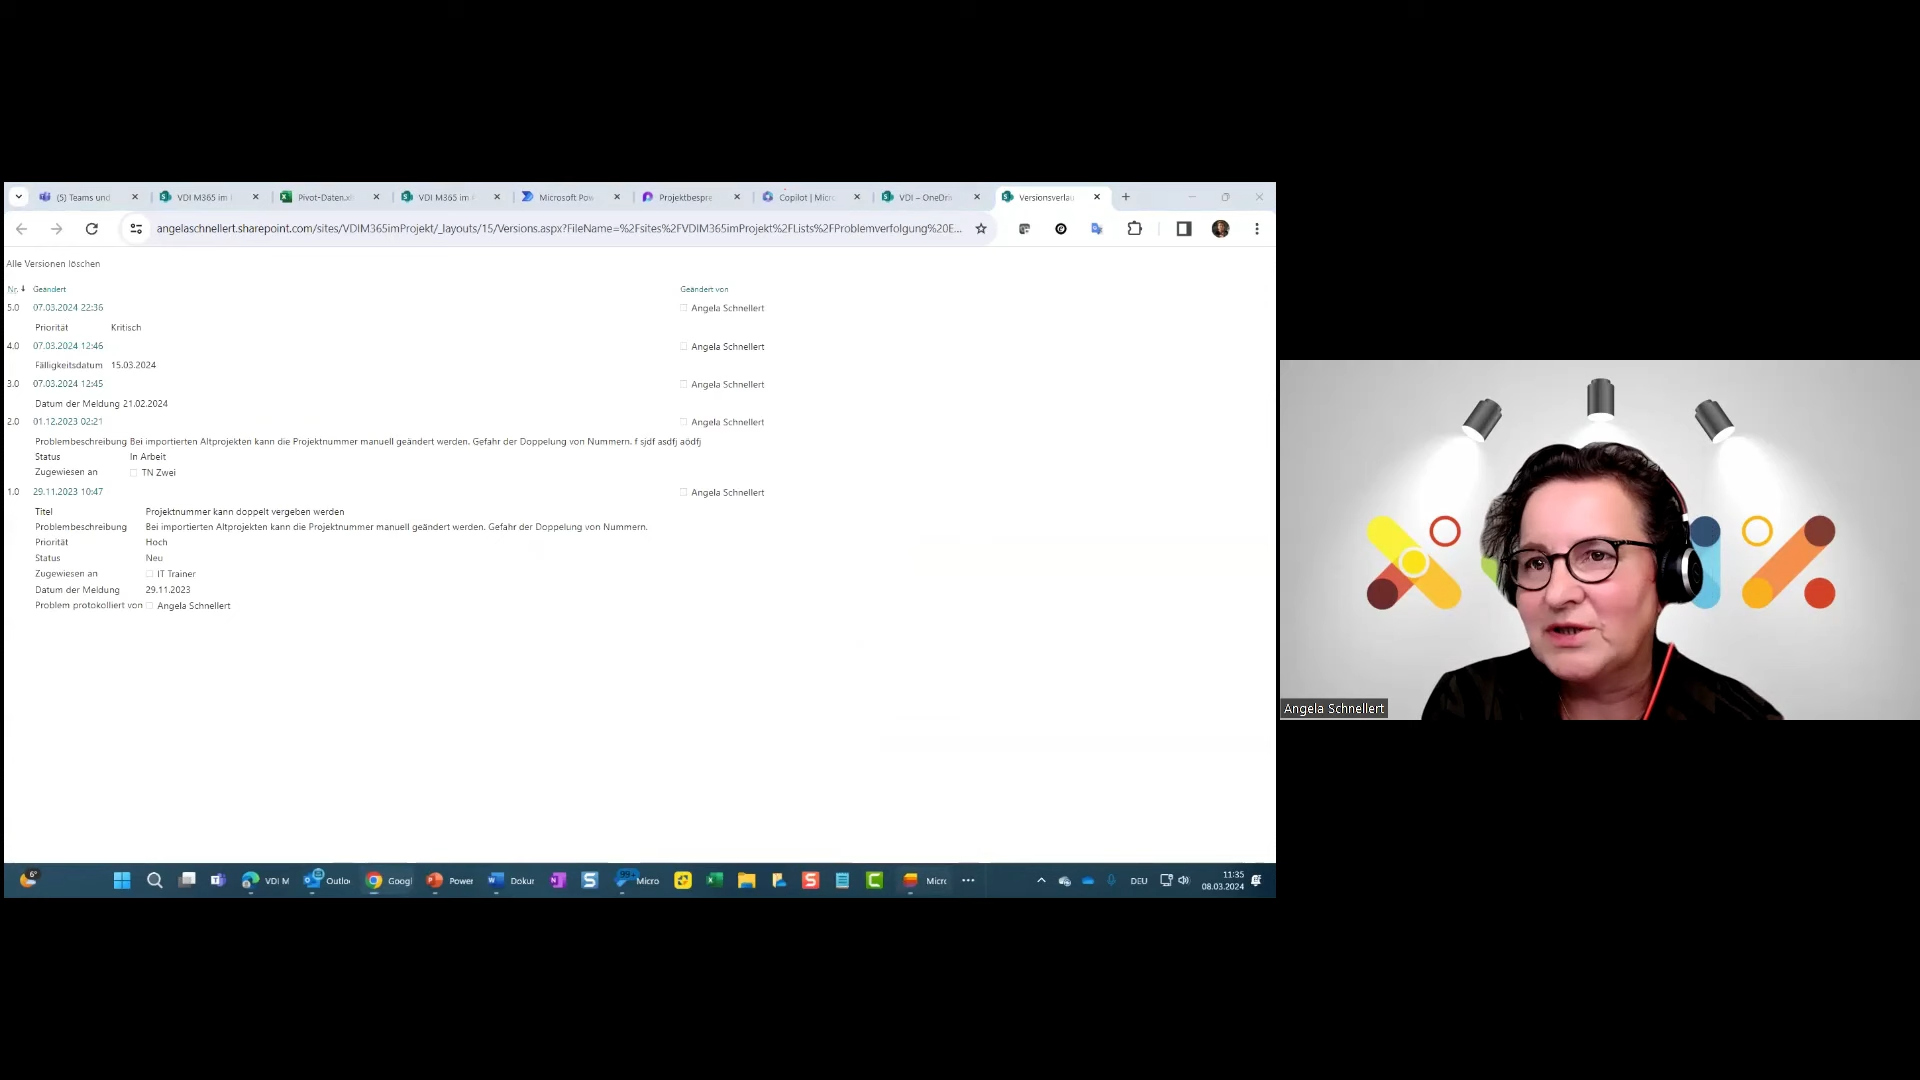 (5) Teams und
VDI M365 im
Pivot-Daten.xl
VDI M365 im
Microsoft Pow
Projektbespre
Copilot | Micr
VDI – OneDri
Versionsverlau
angelaschnellert.sharepoint.com/sites/VDIM365imProjekt/_layouts/15/Versions.aspx?FileName=%2Fsites%2FVDIM365imProjekt%2FLists%2FProblemverfolgung%20E...
Alle Versionen löschen
Nr. ↓ Geändert Geändert von
5.0 07.03.2024 22:36 Angela Schnellert
Priorität Kritisch
4.0 07.03.2024 12:46 Angela Schnellert
Fälligkeitsdatum 15.03.2024
3.0 07.03.2024 12:45 Angela Schnellert
Datum der Meldung 21.02.2024
2.0 01.12.2023 02:21 Angela Schnellert
Problembeschreibung Bei importierten Altprojekten kann die Projektnummer manuell geändert werden. Gefahr der Doppelung von Nummern. f sjdf asdfj aödfj
Status In Arbeit
Zugewiesen an TN Zwei
1.0 29.11.2023 10:47 Angela Schnellert
Titel Projektnummer kann doppelt vergeben werden
Problembeschreibung Bei importierten Altprojekten kann die Projektnummer manuell geändert werden. Gefahr der Doppelung von Nummern.
Priorität Hoch
Status Neu
Zugewiesen an IT Trainer
Datum der Meldung 29.11.2023
Problem protokolliert von Angela Schnellert
Angela Schnellert
6°
VDI M
Outlo
Googl
Power
Dokur
99+
Micro
Micr
DEU
11:35
08.03.2024